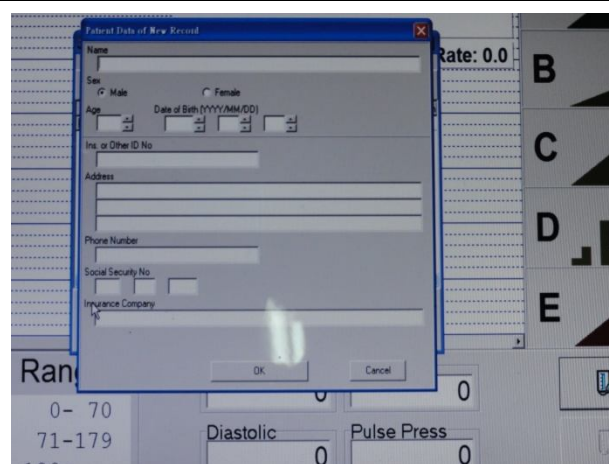 Patient Data of New Record
Name
Rate: 0.0
Sex
Male Female
Age Date of Birth (YYYY/MM/DD)
Ins. or Other ID No
Address
Phone Number
Social Security No
Insurance Company
OK Cancel
B
C
D
E
0- 70
71-179
0
Diastolic Pulse Press
0 0